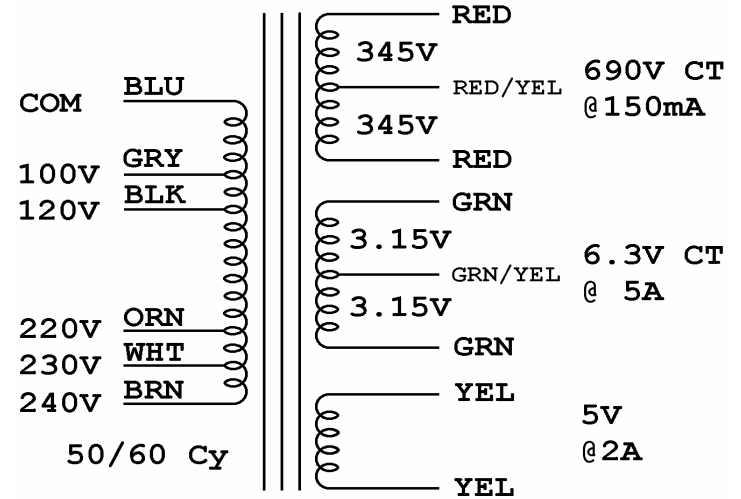 COM
BLU
100V
GRY
120V
BLK
220V
ORN
230V
WHT
240V
BRN
50/60 Cy
RED
345V
RED/YEL
690V CT
@150mA
345V
RED
GRN
3.15V
GRN/YEL
6.3V CT
@ 5A
3.15V
GRN
YEL
5V
@2A
YEL